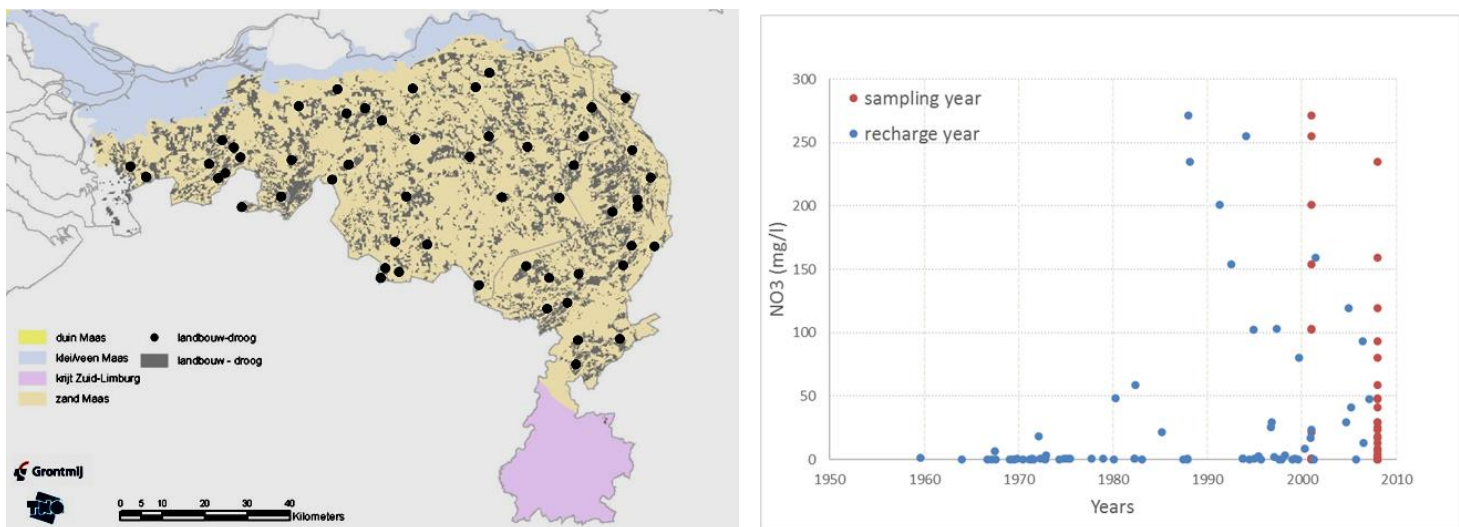 duin Maas
klei/veen Maas
krijt Zuid-Limburg
zand Maas
landbouw-droog
landbouw - droog
Grontmij
TNO
0 5 10 20 30 40
Kilometers
300
250
200
150
100
50
0
NO3 (mg/l)
sampling year
recharge year
1950 1960 1970 1980 1990 2000 2010
Years